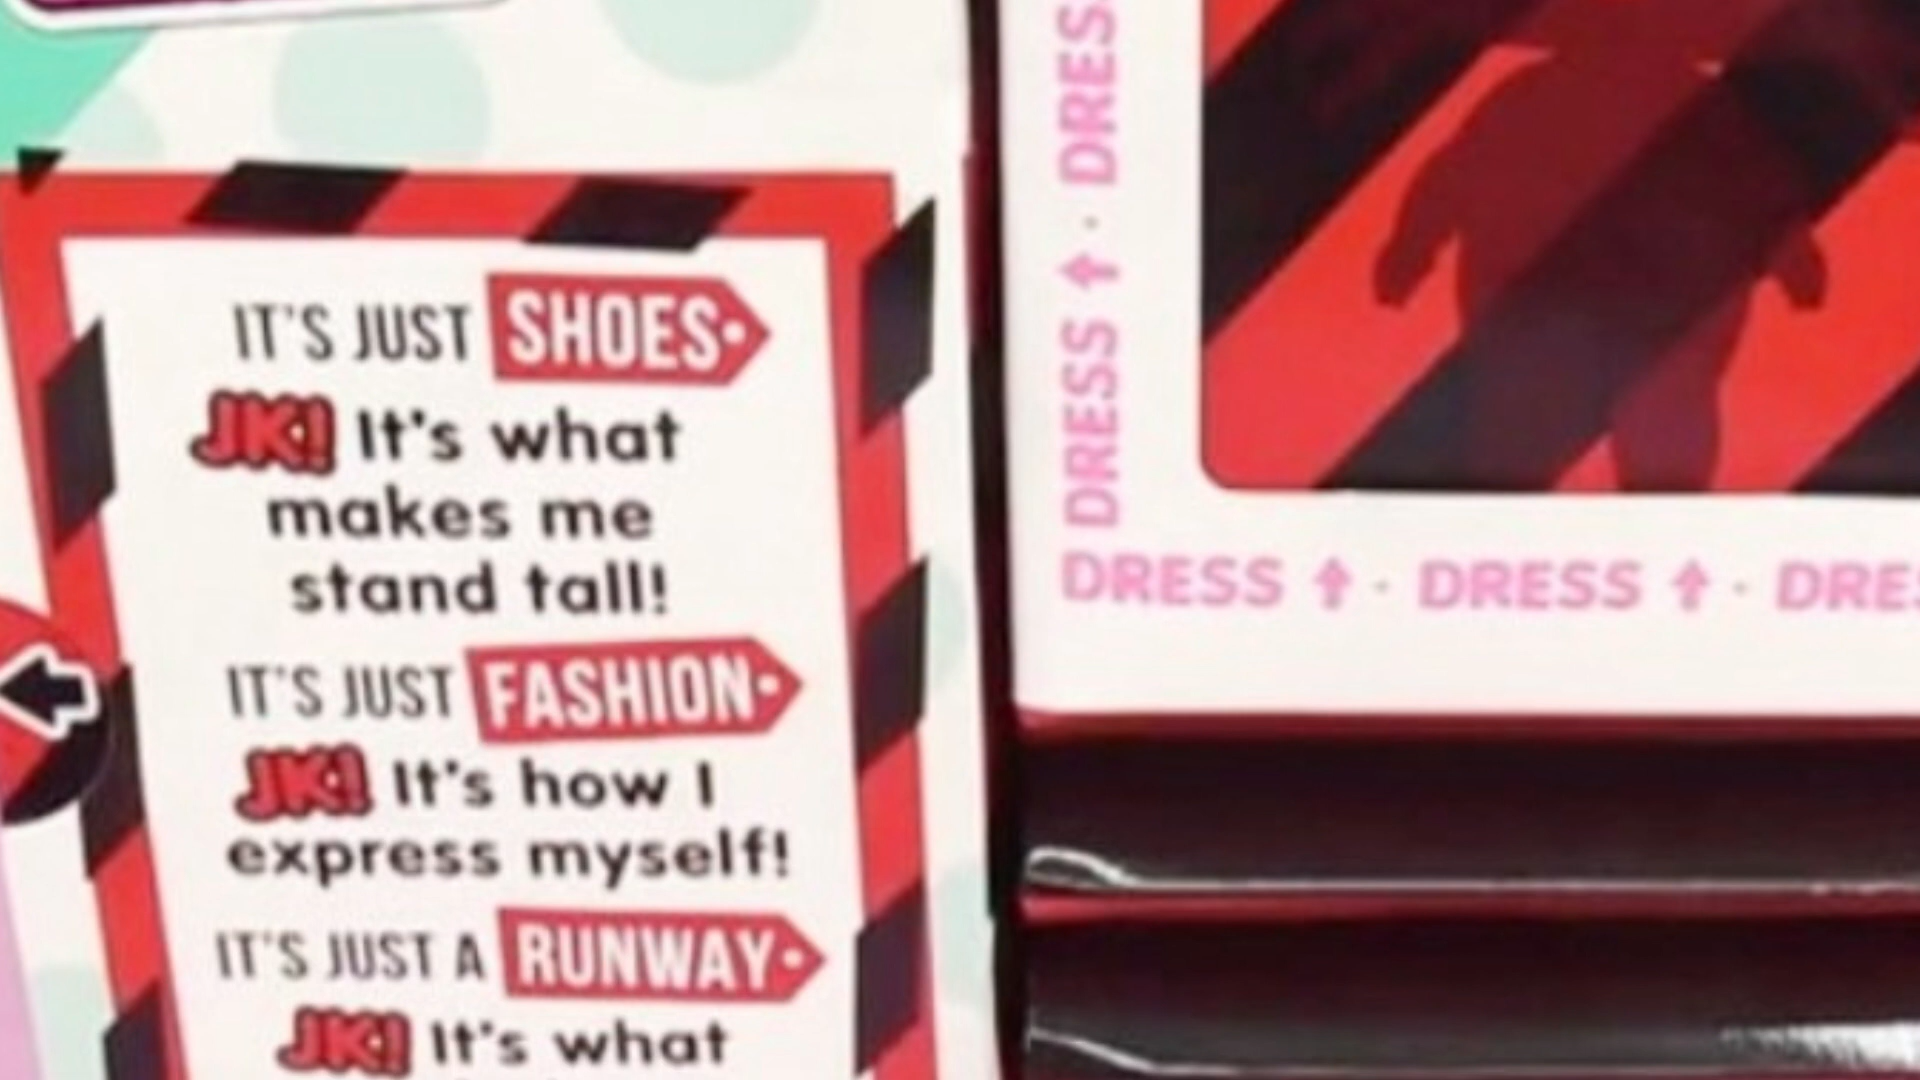 IT'S JUST SHOES
JK! It's what
makes me
stand tall!
IT'S JUST FASHION
JK! It's how I
express myself!
IT'S JUST A RUNWAY
JK! It's what
DRESS · DRESS
DRESS · DRESS ·